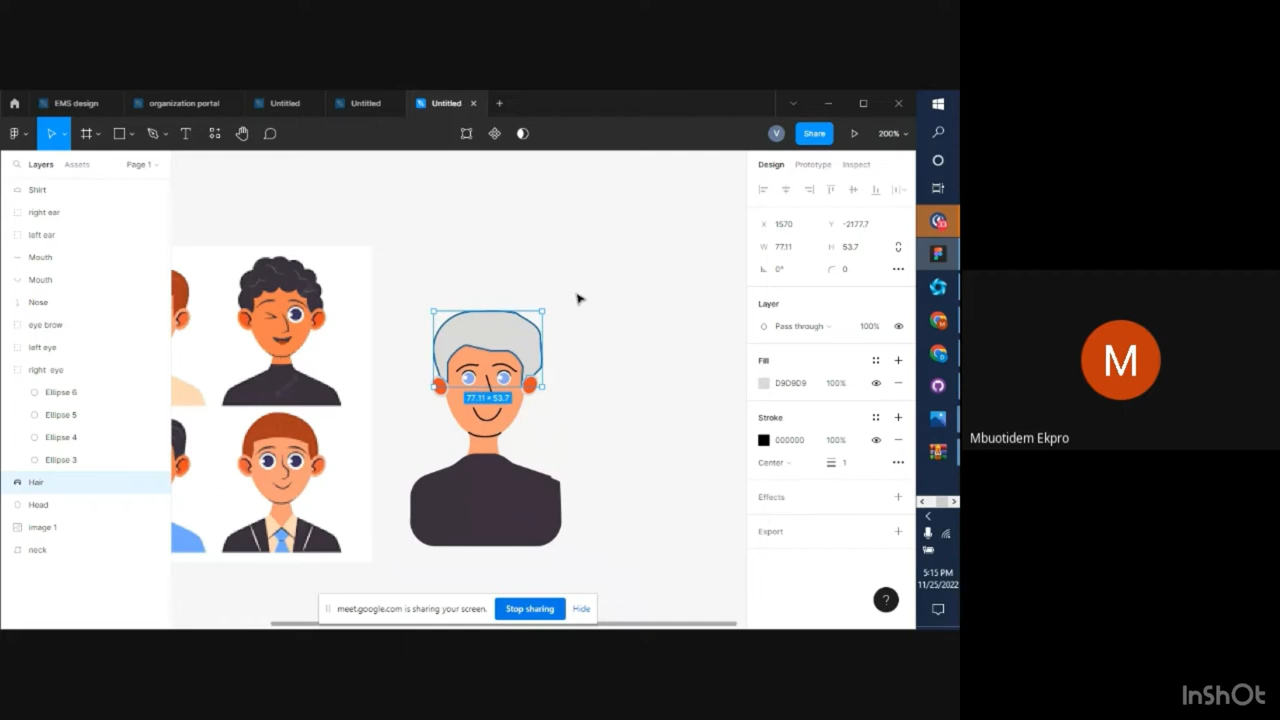 EMS design
organization portal
Untitled
Untitled
Untitled
V
Share
200%
Layers
Assets
Page 1
Design
Prototype
Inspect
Shirt
right ear
left ear
Mouth
Mouth
Nose
eye brow
left eye
right eye
Ellipse 6
Ellipse 5
Ellipse 4
Ellipse 3
Hair
Head
image 1
neck
77.11 × 53.7
X 1570
Y -2177.7
W 77.11
H 53.7
0°
0
Layer
Pass through
100%
Fill
D9D9D9
100%
Stroke
000000
100%
Center
1
Effects
Export
?
meet.google.com is sharing your screen.
Stop sharing
Hide
5:15 PM
11/25/2022
M
Mbuotidem Ekpro
InShOt